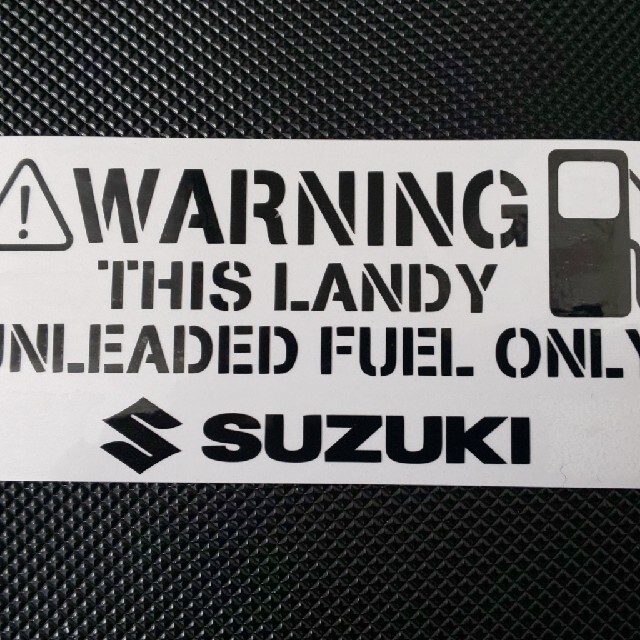 WARNING
THIS LANDY
UNLEADED FUEL ONLY
SUZUKI